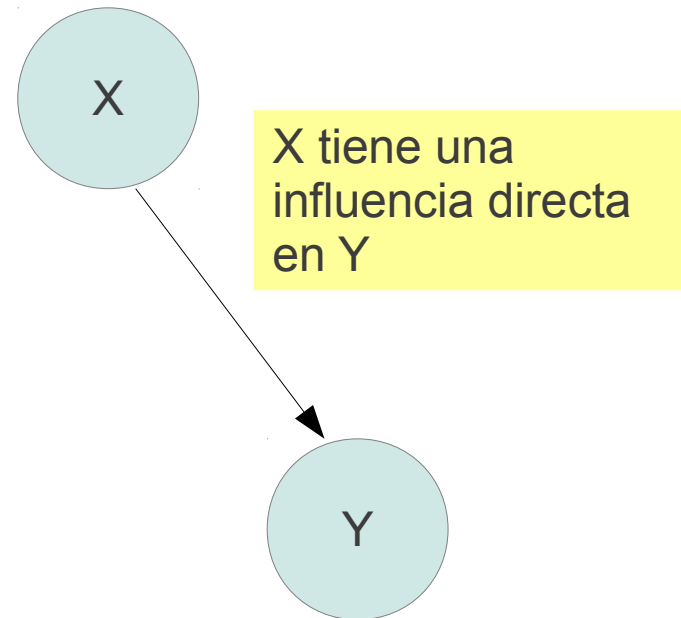 X
X tiene una
influencia directa
en Y
Y